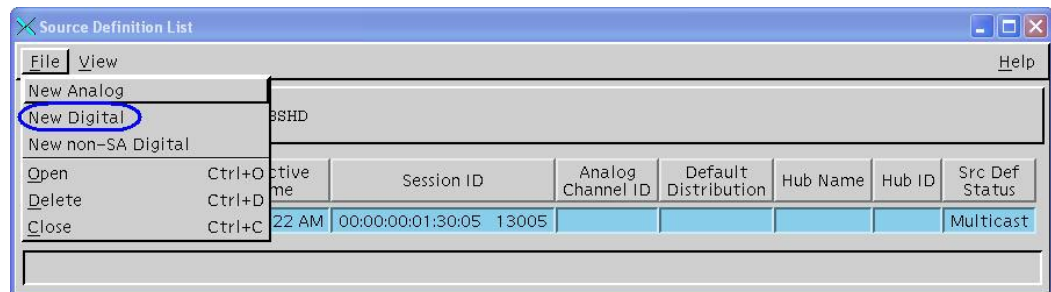 Source Definition List
File View Help
New Analog
New Digital
New non-SA Digital
Open Ctrl+O
Delete Ctrl+D
Close Ctrl+C
Session ID
Analog Channel ID
Default Distribution
Hub Name
Hub ID
Src Def Status
22 AM 00:00:00:01:30:05 13005 Multicast